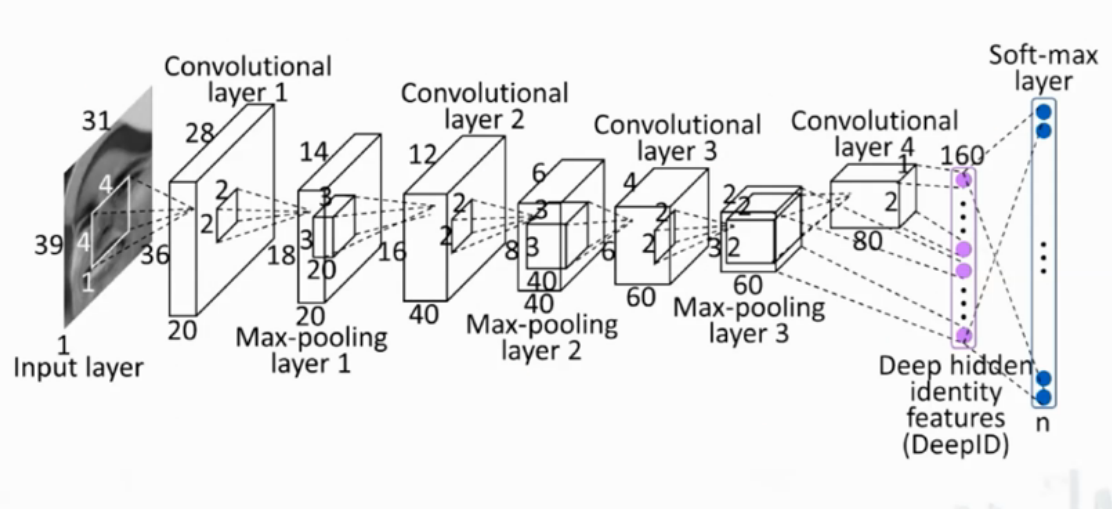 31
39
4
4
1
1
Input layer
Convolutional
layer 1
28
36
20
2
2
14
18
3
3
20
20
Max-pooling
layer 1
Convolutional
layer 2
12
16
40
2
2
6
8
3
3
40
40
Max-pooling
layer 2
Convolutional
layer 3
4
6
60
2
2
2
3
2
2
60
Max-pooling
layer 3
Convolutional
layer 4
1
2
80
160
Deep hidden
identity
features
(DeepID)
Soft-max
layer
n